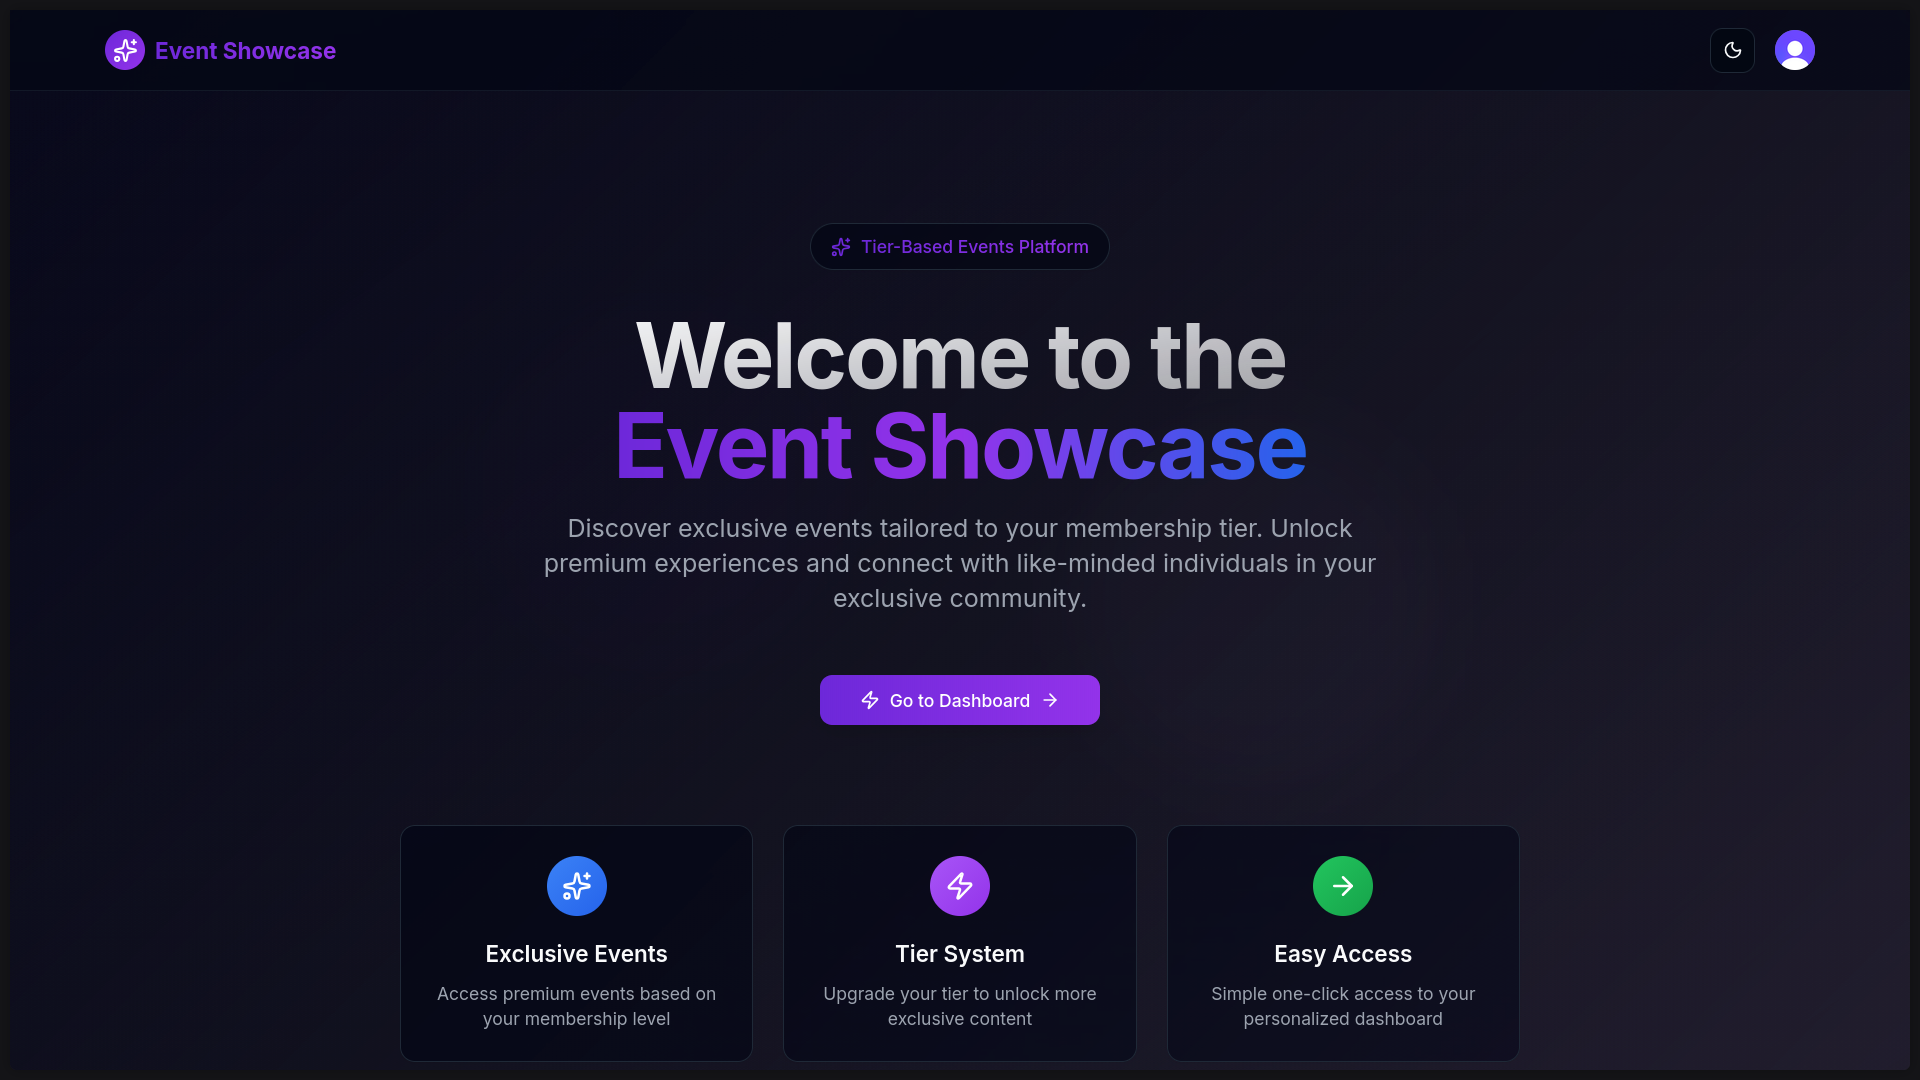 Event Showcase
Tier-Based Events Platform
Welcome to the
Event Showcase
Discover exclusive events tailored to your membership tier. Unlock
premium experiences and connect with like-minded individuals in your
exclusive community.
Go to Dashboard
Exclusive Events
Access premium events based on
your membership level
Tier System
Upgrade your tier to unlock more
exclusive content
Easy Access
Simple one-click access to your
personalized dashboard